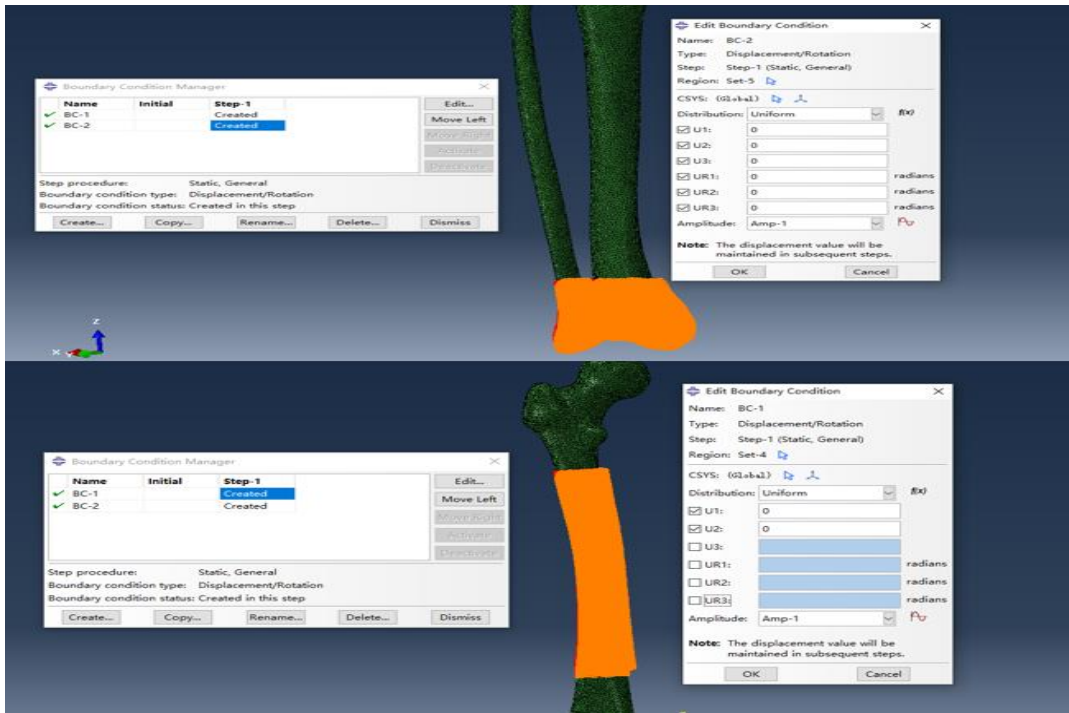 Edit Boundary Condition
Name: BC-2
Type: Displacement/Rotation
Step: Step-1 (Static, General)
Region: Set-5
CSYS: (Global)
Distribution: Uniform f(x)
U1: 0
U2: 0
U3: 0
UR1: 0 radians
UR2: 0 radians
UR3: 0 radians
Amplitude: Amp-1
Note: The displacement value will be
maintained in subsequent steps.
OK Cancel
Boundary Condition Manager
Name Initial Step-1 Edit...
BC-1 Created Move Left
BC-2 Created Move Right
Activate
Deactivate
Step procedure: Static, General
Boundary condition type: Displacement/Rotation
Boundary condition status: Created in this step
Create... Copy... Rename... Delete... Dismiss
Z
X
Edit Boundary Condition
Name: BC-1
Type: Displacement/Rotation
Step: Step-1 (Static, General)
Region: Set-4
CSYS: (Global)
Distribution: Uniform f(x)
U1: 0
U2: 0
U3:
UR1: radians
UR2: radians
UR3: radians
Amplitude: Amp-1
Note: The displacement value will be
maintained in subsequent steps.
OK Cancel
Boundary Condition Manager
Name Initial Step-1 Edit...
BC-1 Created Move Left
BC-2 Created Move Right
Activate
Deactivate
Step procedure: Static, General
Boundary condition type: Displacement/Rotation
Boundary condition status: Created in this step
Create... Copy... Rename... Delete... Dismiss